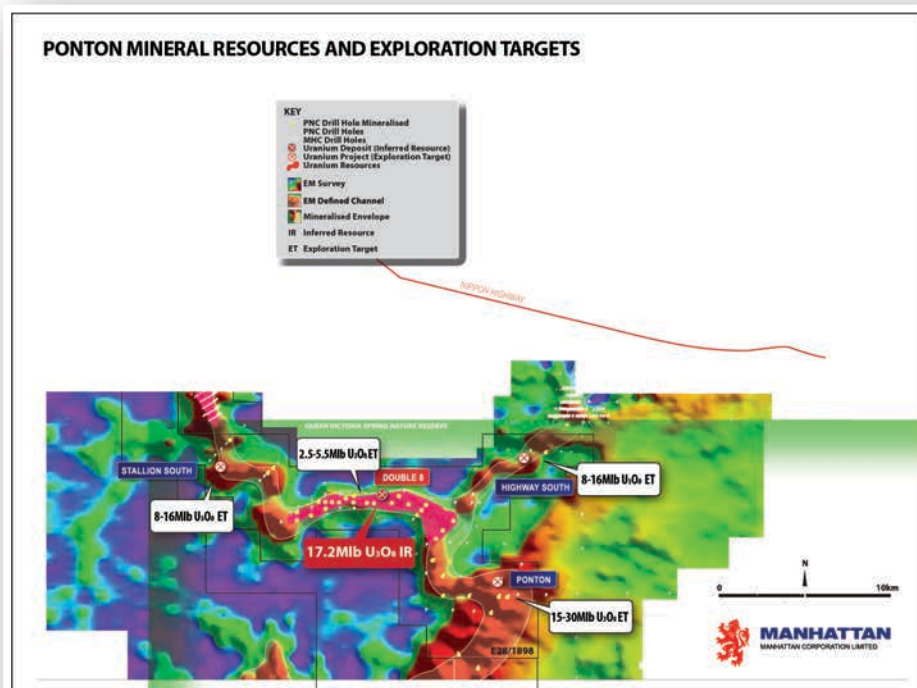 PONTON MINERAL RESOURCES AND EXPLORATION TARGETS
KEY
PNC Drill Hole Mineralised
PNC Drill Holes
MHC Drill Holes
Uranium Deposit (Inferred Resource)
Uranium Project (Exploration Target)
Uranium Resources
EM Survey
EM Defined Channel
Mineralised Envelope
IR Inferred Resource
ET Exploration Target
NIPPON HIGHWAY
QUEEN VICTORIA SPRING NATURE RESERVE
2.5-5.5Mlb U₃O₈ ET
STALLION SOUTH
DOUBLE 8
HIGHWAY SOUTH
8-16Mlb U₃O₈ ET
8-16Mlb U₃O₈ ET
17.2Mlb U₃O₈ IR
PONTON
15-30Mlb U₃O₈ ET
E28/1898
N
0 10km
MANHATTAN
MANHATTAN CORPORATION LIMITED